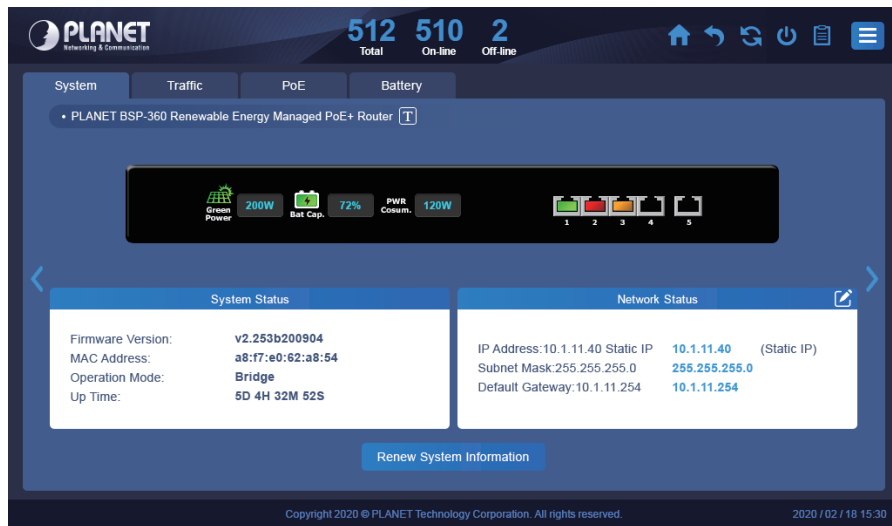 PLANET
Networking & Communication
512 510 2
Total On-line Off-line
System Traffic PoE Battery
• PLANET BSP-360 Renewable Energy Managed PoE+ Router T
Green Power 200W Bat Cap. 72% PWR Cosum. 120W
1 2 3 4 5
System Status
Firmware Version: v2.253b200904
MAC Address: a8:f7:e0:62:a8:54
Operation Mode: Bridge
Up Time: 5D 4H 32M 52S
Network Status
IP Address:10.1.11.40 Static IP 10.1.11.40 (Static IP)
Subnet Mask:255.255.255.0 255.255.255.0
Default Gateway:10.1.11.254 10.1.11.254
Renew System Information
Copyright 2020 © PLANET Technology Corporation. All rights reserved. 2020 / 02 / 18 15:30